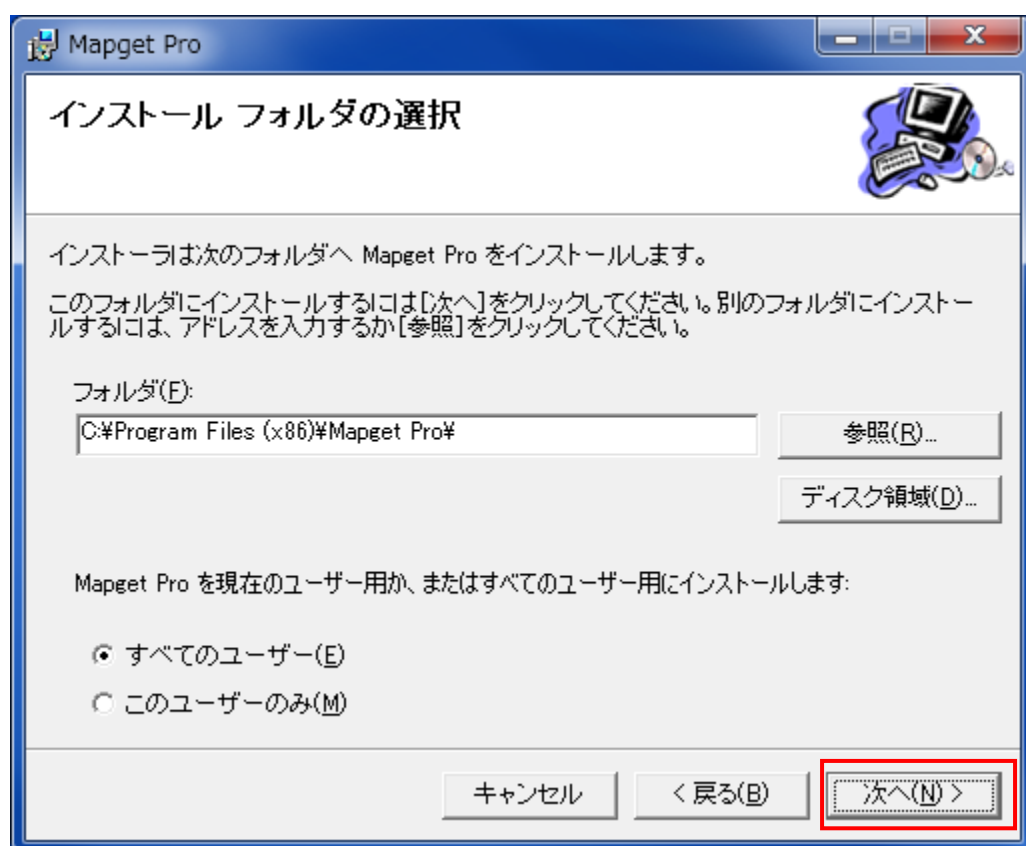 Mapget Pro
インストール フォルダの選択
インストーラは次のフォルダへ Mapget Pro をインストールします。
このフォルダにインストールするには[次へ]をクリックしてください。別のフォルダにインストー
ルするには、アドレスを入力するか[参照]をクリックしてください。
フォルダ(F):
C:¥Program Files (x86)¥Mapget Pro¥
参照(R)...
ディスク領域(D)...
Mapget Pro を現在のユーザー用か、またはすべてのユーザー用にインストールします:
すべてのユーザー(E)
このユーザーのみ(M)
キャンセル
< 戻る(B)
次へ(N) >